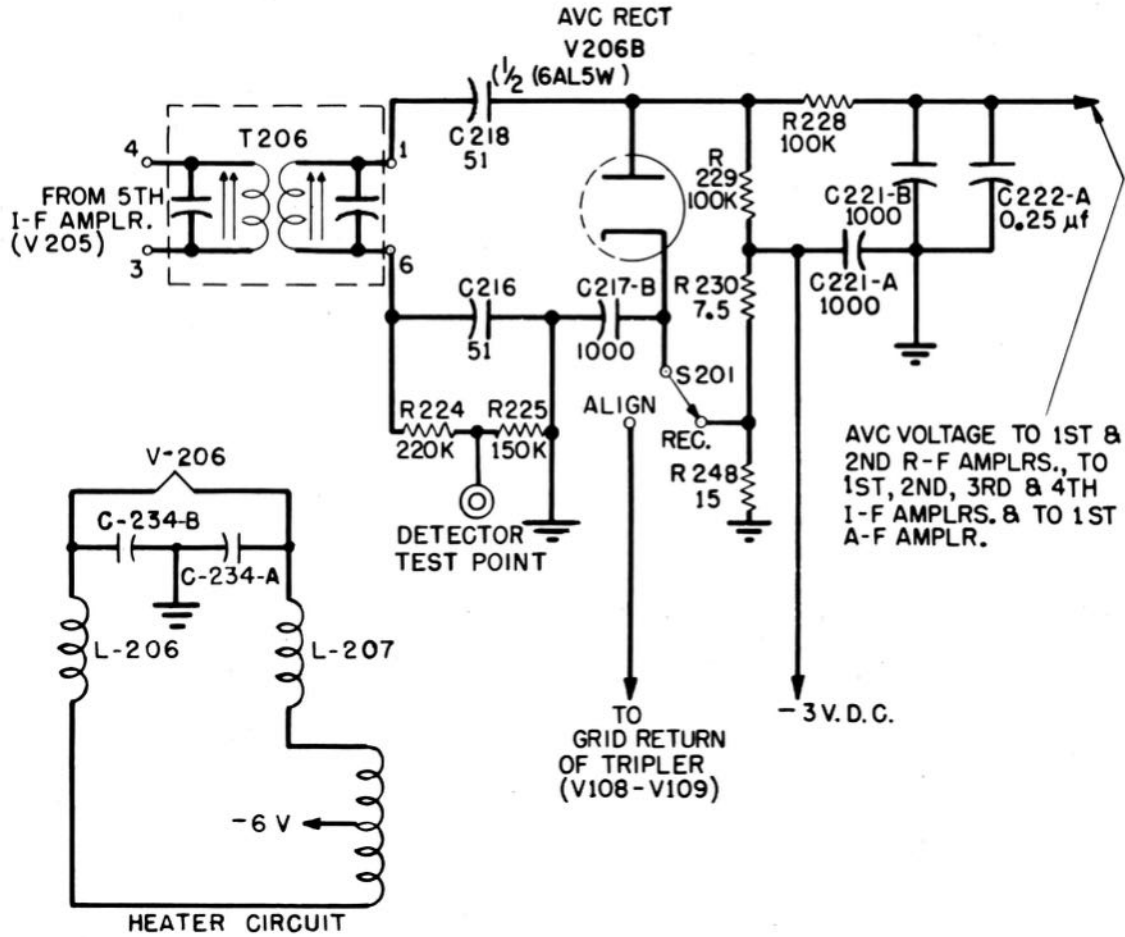 AVC RECT
V206B
(½ (6AL5W)
T206
4
FROM 5TH
I-F AMPLR.
(V205)
3
1
6
C218
51
R228
100K
R
229
100K
C221-B
1000
C222-A
0.25 µf
C221-A
1000
C216
51
C217-B
1000
R230
7.5
S201
ALIGN
REC.
R224
220K
R225
150K
R248
15
DETECTOR
TEST POINT
AVC VOLTAGE TO 1ST &
2ND R-F AMPLRS., TO
1ST, 2ND, 3RD & 4TH
I-F AMPLRS. & TO 1ST
A-F AMPLR.
V-206
C-234-B
C-234-A
L-206
L-207
TO
GRID RETURN
OF TRIPLER
(V108-V109)
-3 V.D.C.
-6 V
HEATER CIRCUIT